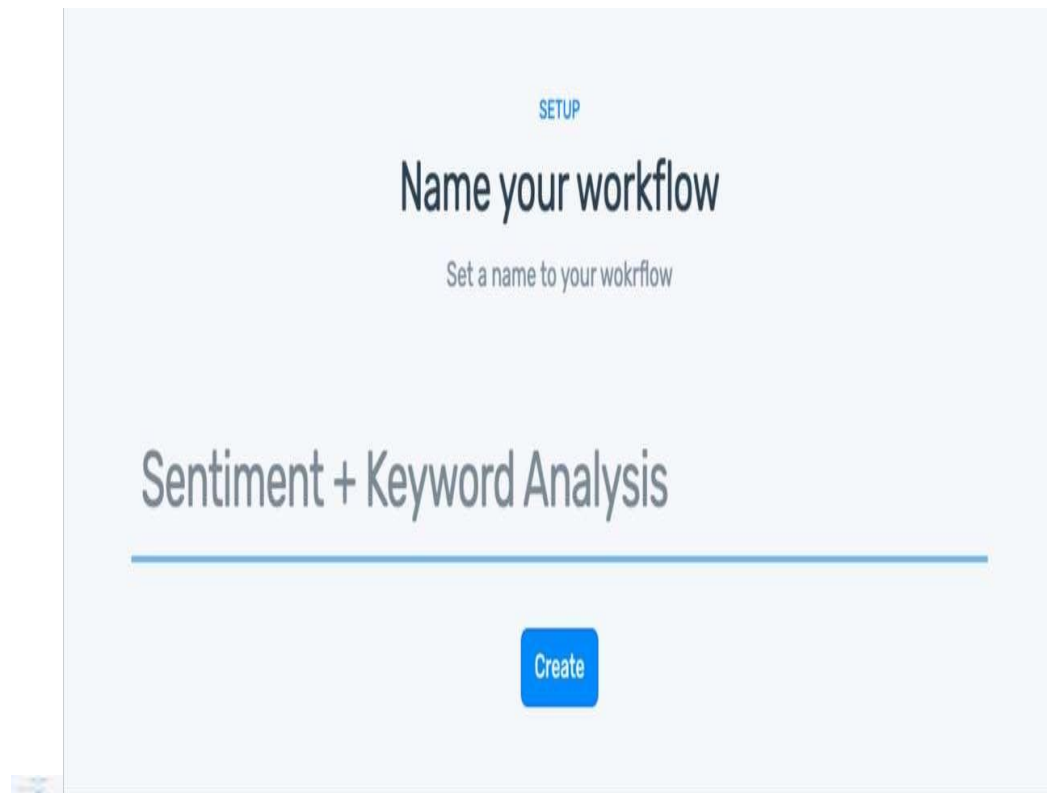 SETUP
Name your workflow
Set a name to your wokrflow
Sentiment + Keyword Analysis
Create